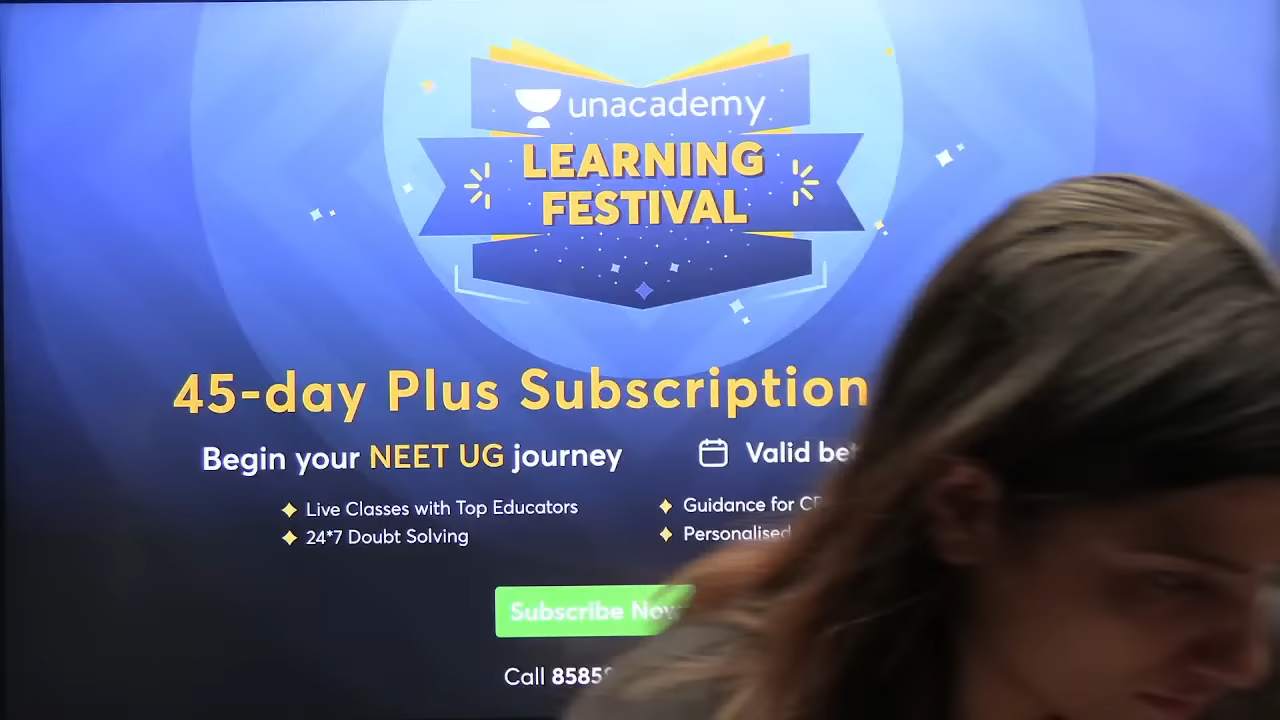 unacademy
LEARNING
FESTIVAL
45-day Plus Subscription
Begin your NEET UG journey
Valid
Live Classes with Top Educators
Guidance for
24*7 Doubt Solving
Personalised
Subscribe Now
Call